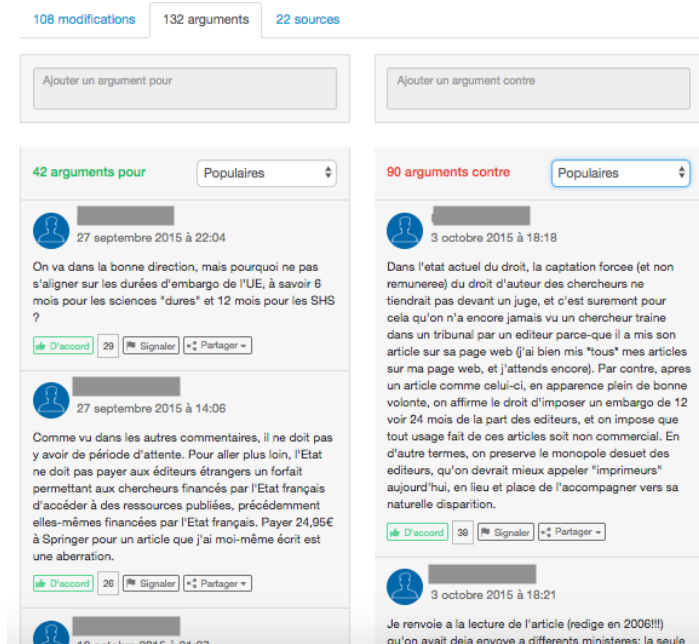 108 modifications
132 arguments
22 sources
Ajouter un argument pour
Ajouter un argument contre
42 arguments pour
Populaires
27 septembre 2015 à 22:04
On va dans la bonne direction, mais pourquoi ne pas
s'aligner sur les durées d'embargo de l'UE, à savoir 6
mois pour les sciences "dures" et 12 mois pour les SHS
?
D'accord 29 Signaler Partager
27 septembre 2015 à 14:06
Comme vu dans les autres commentaires, il ne doit pas
y avoir de période d'attente. Pour aller plus loin, l'Etat
ne doit pas payer aux éditeurs étrangers un forfait
permettant aux chercheurs financés par l'Etat français
d'accéder à des ressources publiées, précédemment
elles-mêmes financées par l'Etat français. Payer 24,95€
à Springer pour un article que j'ai moi-même écrit est
une aberration.
D'accord 26 Signaler Partager
90 arguments contre
Populaires
3 octobre 2015 à 18:18
Dans l'etat actuel du droit, la captation forcee (et non
remuneree) du droit d'auteur des chercheurs ne
tiendrait pas devant un juge, et c'est surement pour
cela qu'on n'a encore jamais vu un chercheur traine
dans un tribunal par un editeur parce-que il a mis son
article sur sa page web (j'ai bien mis *tous* mes articles
sur ma page web, et j'attends encore). Par contre, apres
un article comme celui-ci, en apparence plein de bonne
volonte, on affirme le droit d'imposer un embargo de 12
voir 24 mois de la part des editeurs, et on impose que
tout usage fait de ces articles soit non commercial. En
d'autre termes, on preserve le monopole desuet des
editeurs, qu'on devrait mieux appeler "imprimeurs"
aujourd'hui, en lieu et place de l'accompagner vers sa
naturelle disparition.
D'accord 38 Signaler Partager
3 octobre 2015 à 18:21
Je renvoie a la lecture de l'article (redige en 2006!!!)
qu'on avait deja envoye a differents ministeres: la seule